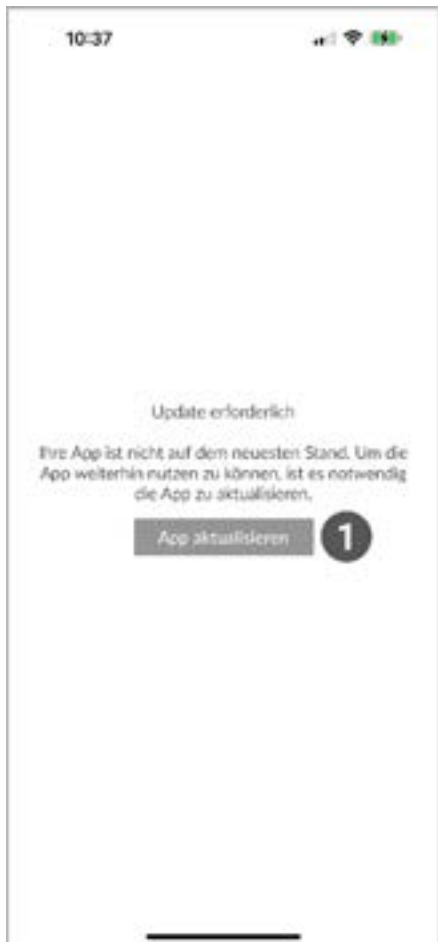 10:37
Update erforderlich
Ihre App ist nicht auf dem neuesten Stand. Um die
App weiterhin nutzen zu können, ist es notwendig
die App zu aktualisieren.
App aktualisieren
1